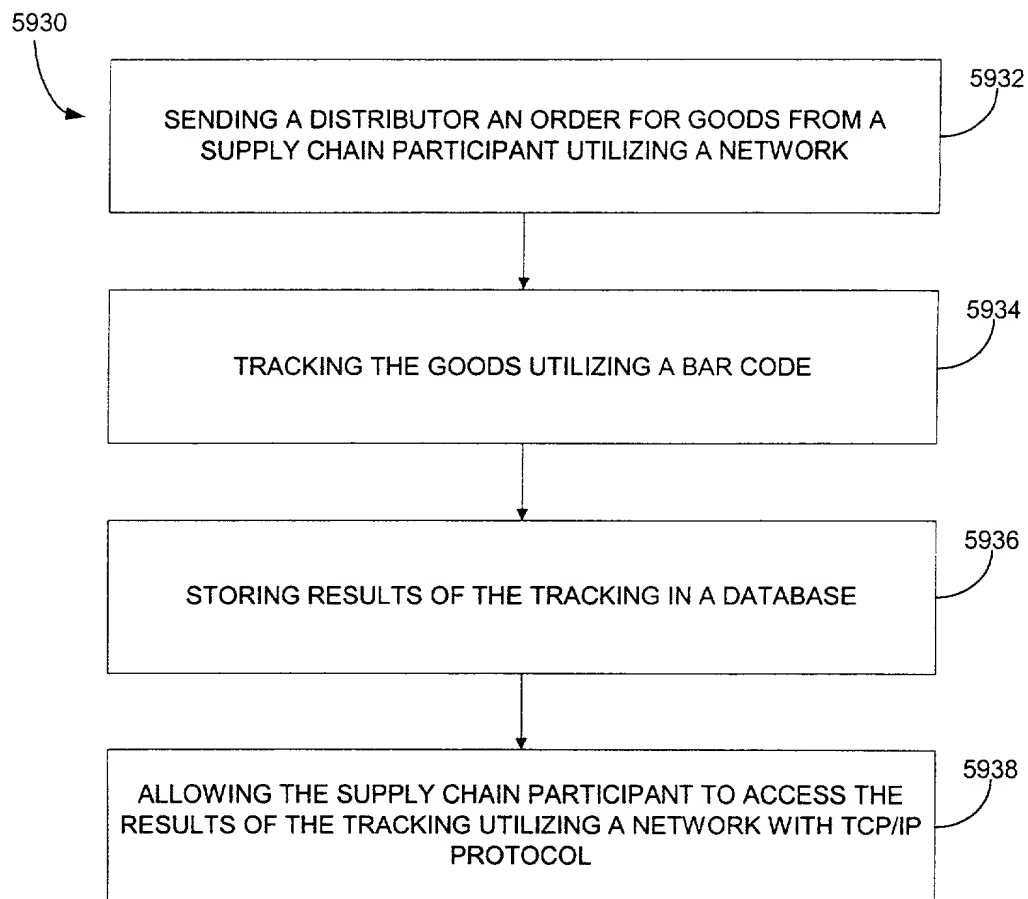 5930
5932
SENDING A DISTRIBUTOR AN ORDER FOR GOODS FROM A
SUPPLY CHAIN PARTICIPANT UTILIZING A NETWORK
5934
TRACKING THE GOODS UTILIZING A BAR CODE
5936
STORING RESULTS OF THE TRACKING IN A DATABASE
5938
ALLOWING THE SUPPLY CHAIN PARTICIPANT TO ACCESS THE
RESULTS OF THE TRACKING UTILIZING A NETWORK WITH TCP/IP
PROTOCOL